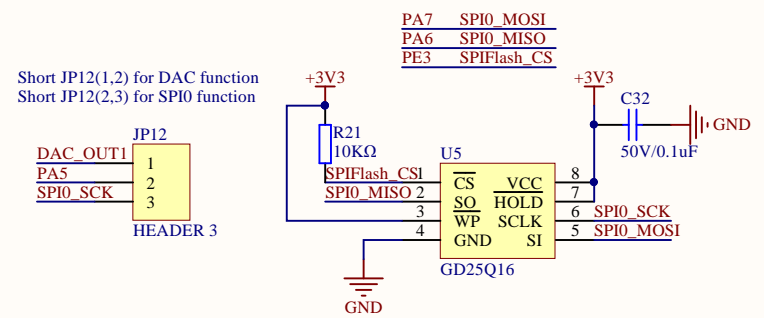 PA7 SPI0_MOSI
PA6 SPI0_MISO
PE3 SPIFlash_CS
Short JP12(1,2) for DAC function
Short JP12(2,3) for SPI0 function
+3V3
+3V3
C32
GND
50V/0.1uF
JP12
DAC_OUT1 1
PA5 2
SPI0_SCK 3
HEADER 3
R21
10KΩ
U5
SPIFlash_CS 1 CS VCC 8
SPI0_MISO 2 SO HOLD 7
3 WP SCLK 6 SPI0_SCK
4 GND SI 5 SPI0_MOSI
GD25Q16
GND